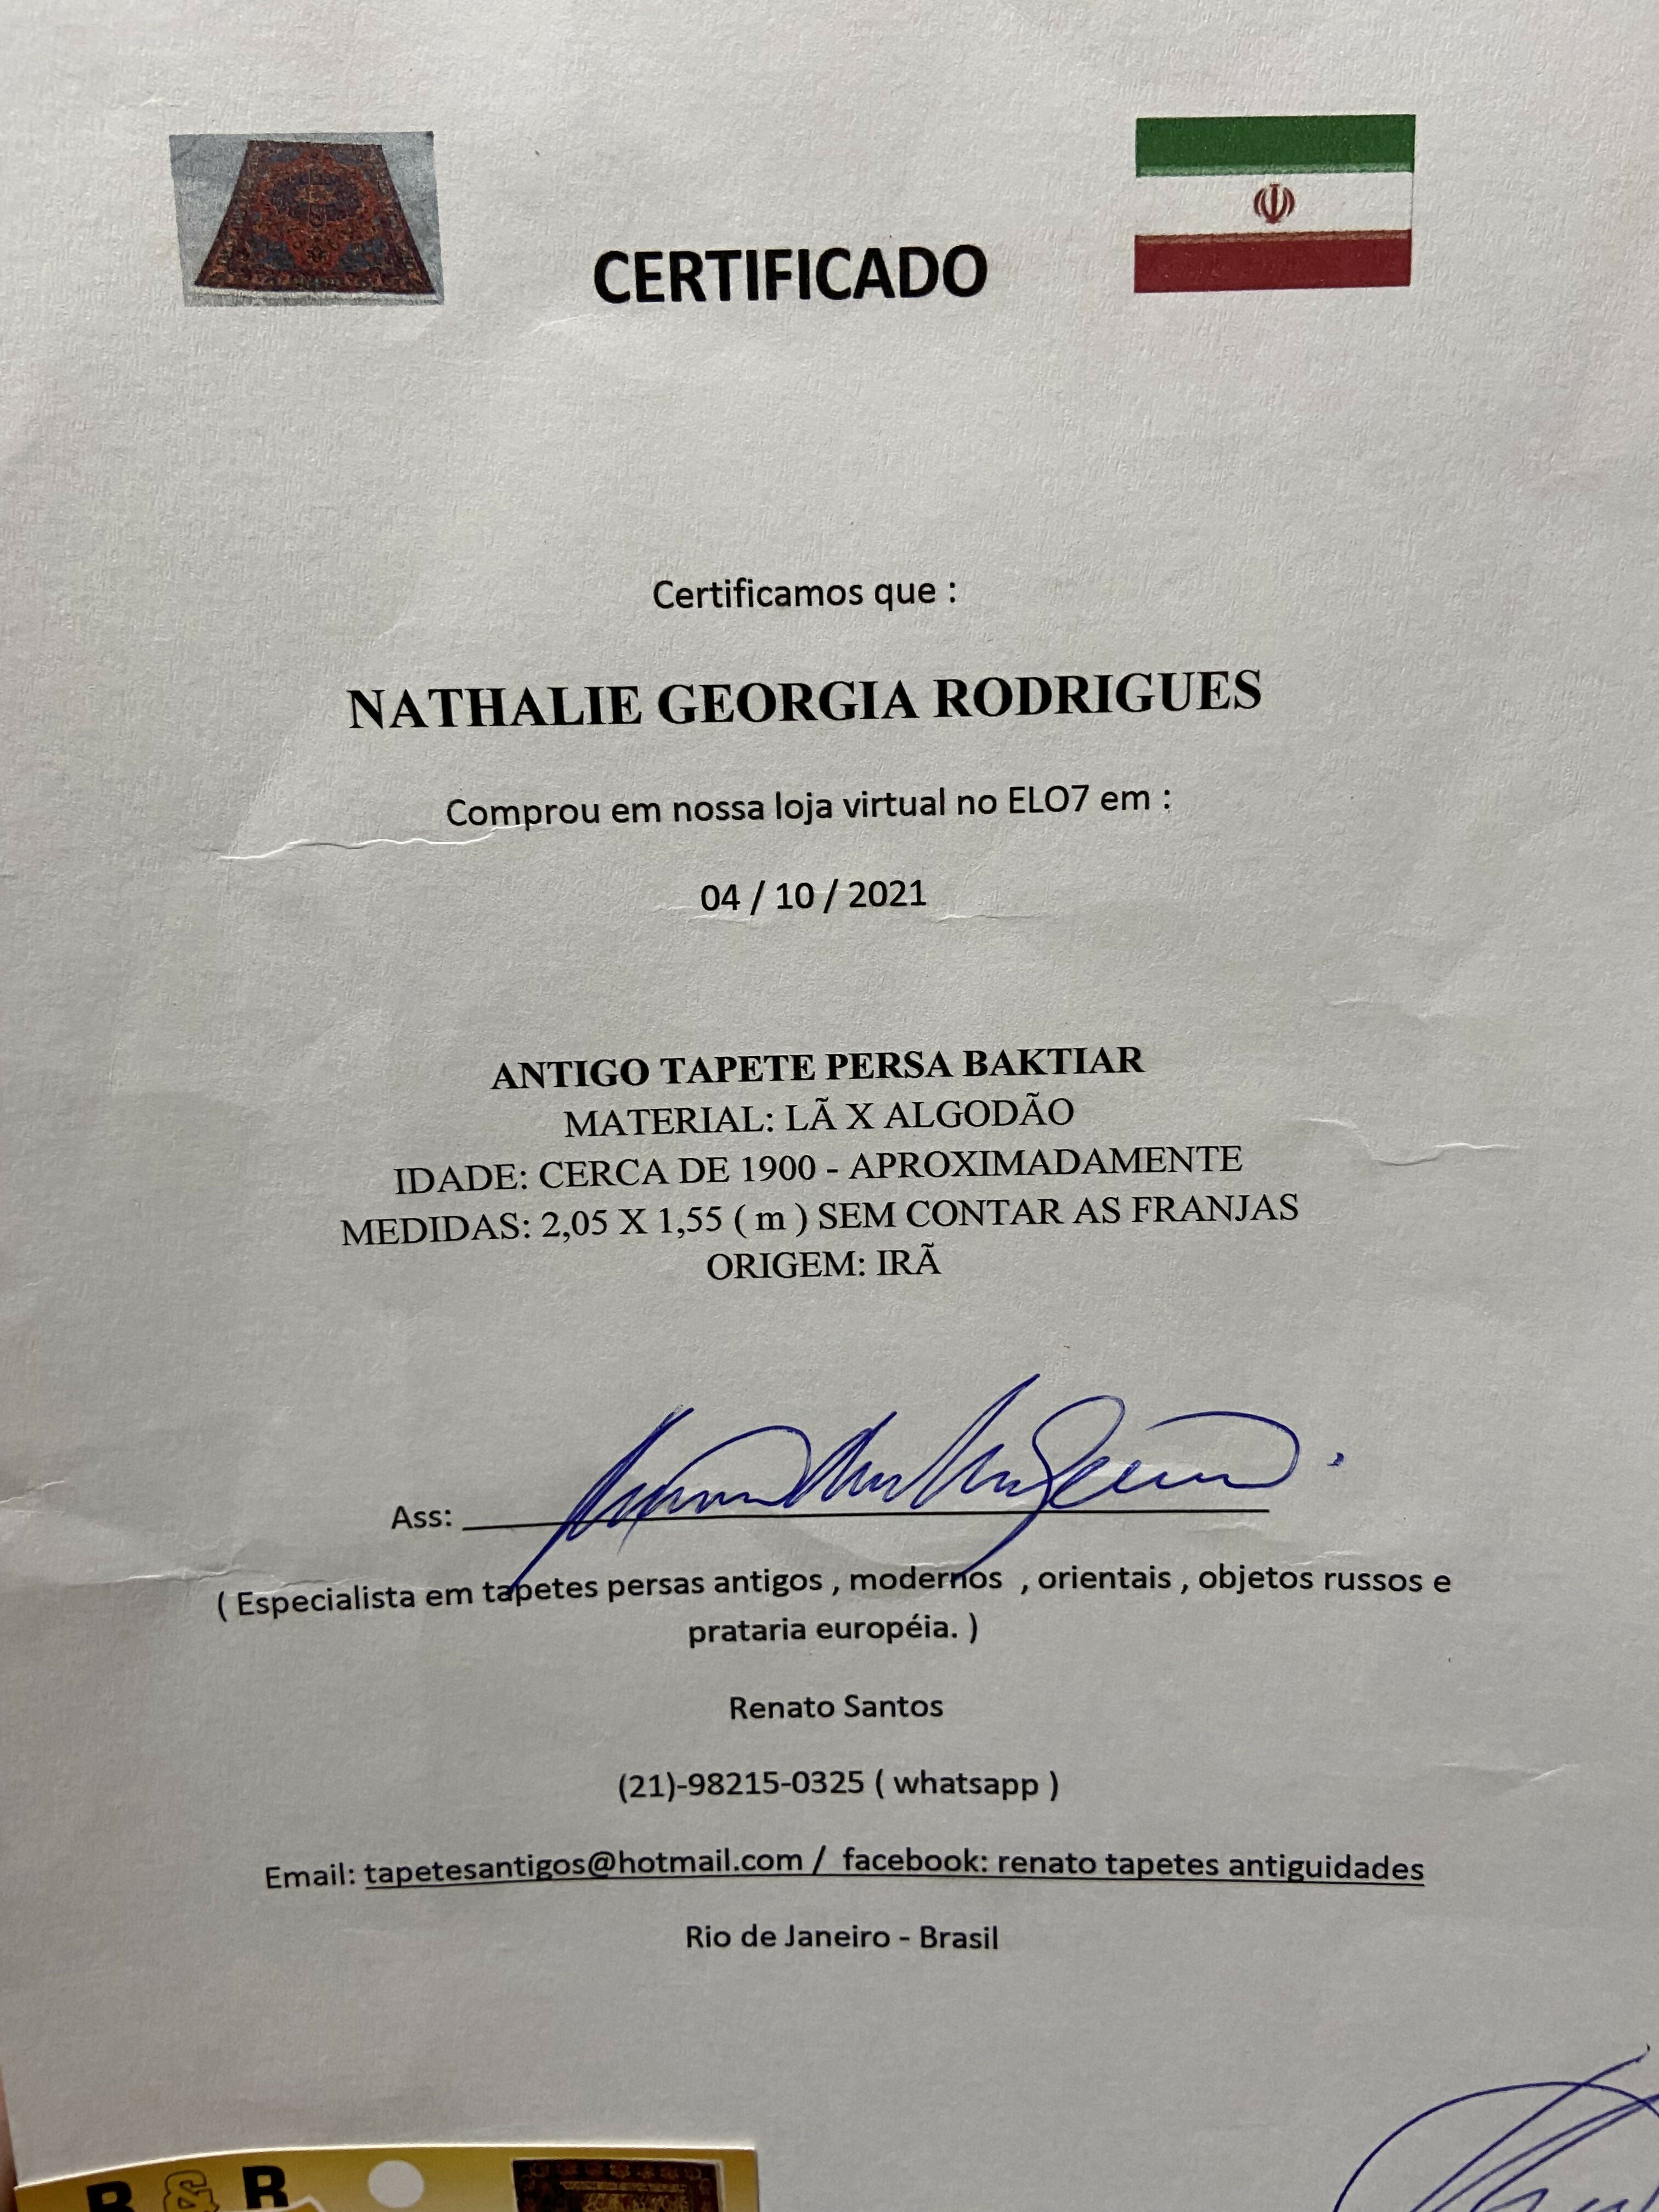 CERTIFICADO
Certificamos que :
NATHALIE GEORGIA RODRIGUES
Comprou em nossa loja virtual no ELO7 em :
04 / 10 / 2021
ANTIGO TAPETE PERSA BAKTIAR
MATERIAL: LÃ X ALGODÃO
IDADE: CERCA DE 1900 - APROXIMADAMENTE
MEDIDAS: 2,05 X 1,55 ( m ) SEM CONTAR AS FRANJAS
ORIGEM: IRÃ
Ass:
( Especialista em tapetes persas antigos , modernos , orientais , objetos russos e
prataria européia. )
Renato Santos
(21)-98215-0325 ( whatsapp )
Email: tapetesantigos@hotmail.com / facebook: renato tapetes antiguidades
Rio de Janeiro - Brasil
R & R